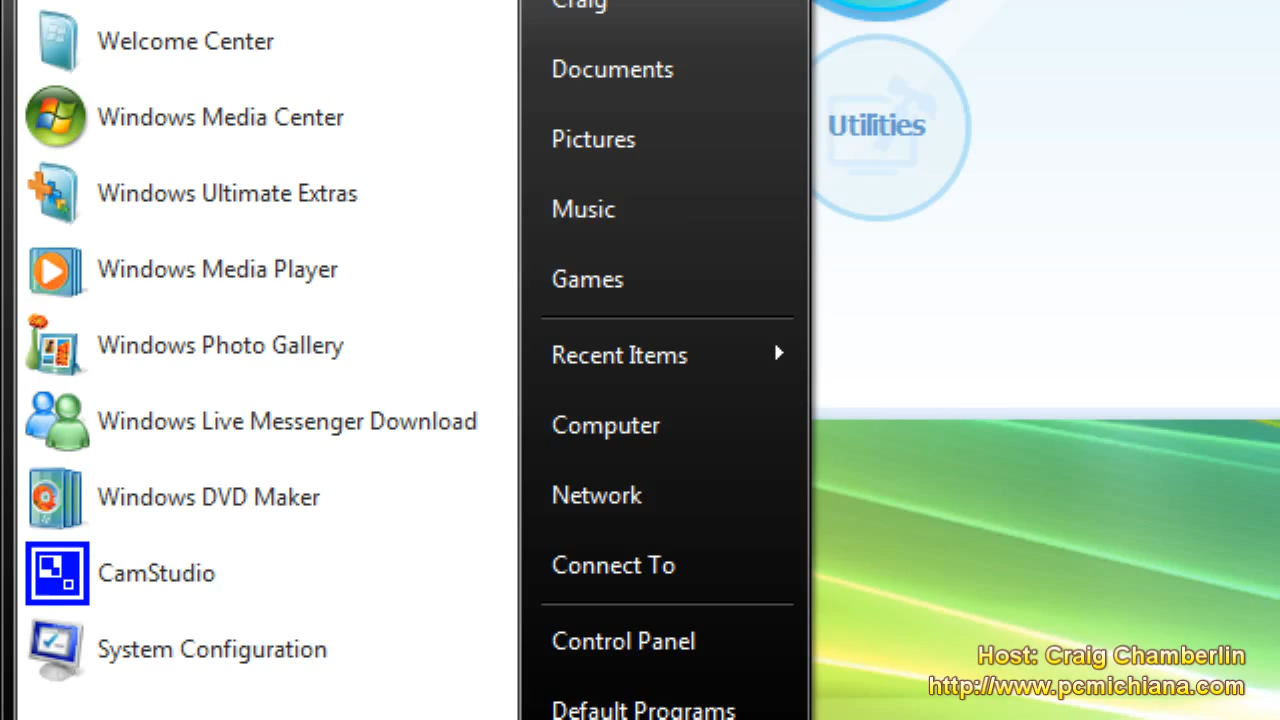 Welcome Center
Windows Media Center
Windows Ultimate Extras
Windows Media Player
Windows Photo Gallery
Windows Live Messenger Download
Windows DVD Maker
CamStudio
System Configuration
Craig
Documents
Pictures
Music
Games
Recent Items
Computer
Network
Connect To
Control Panel
Default Programs
Utilities
Host: Craig Chamberlin
http://www.pcmichiana.com